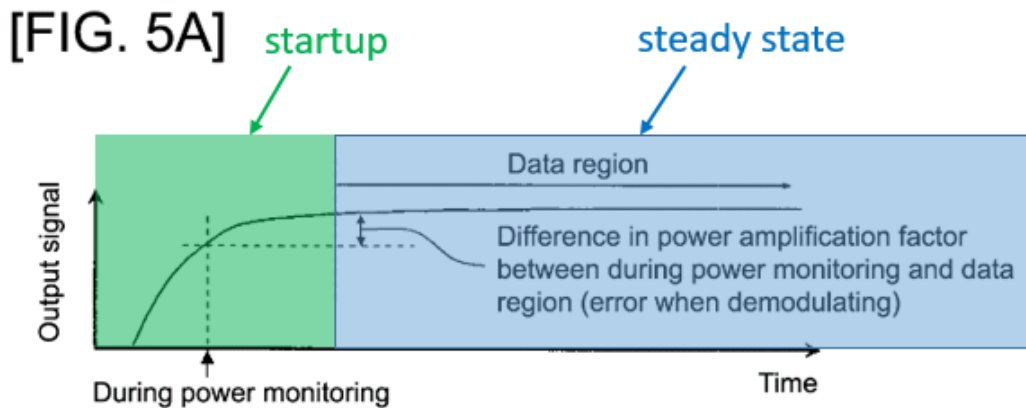 [FIG. 5A]
startup
steady state
Data region
Output signal
Difference in power amplification factor
between during power monitoring and data
region (error when demodulating)
During power monitoring
Time